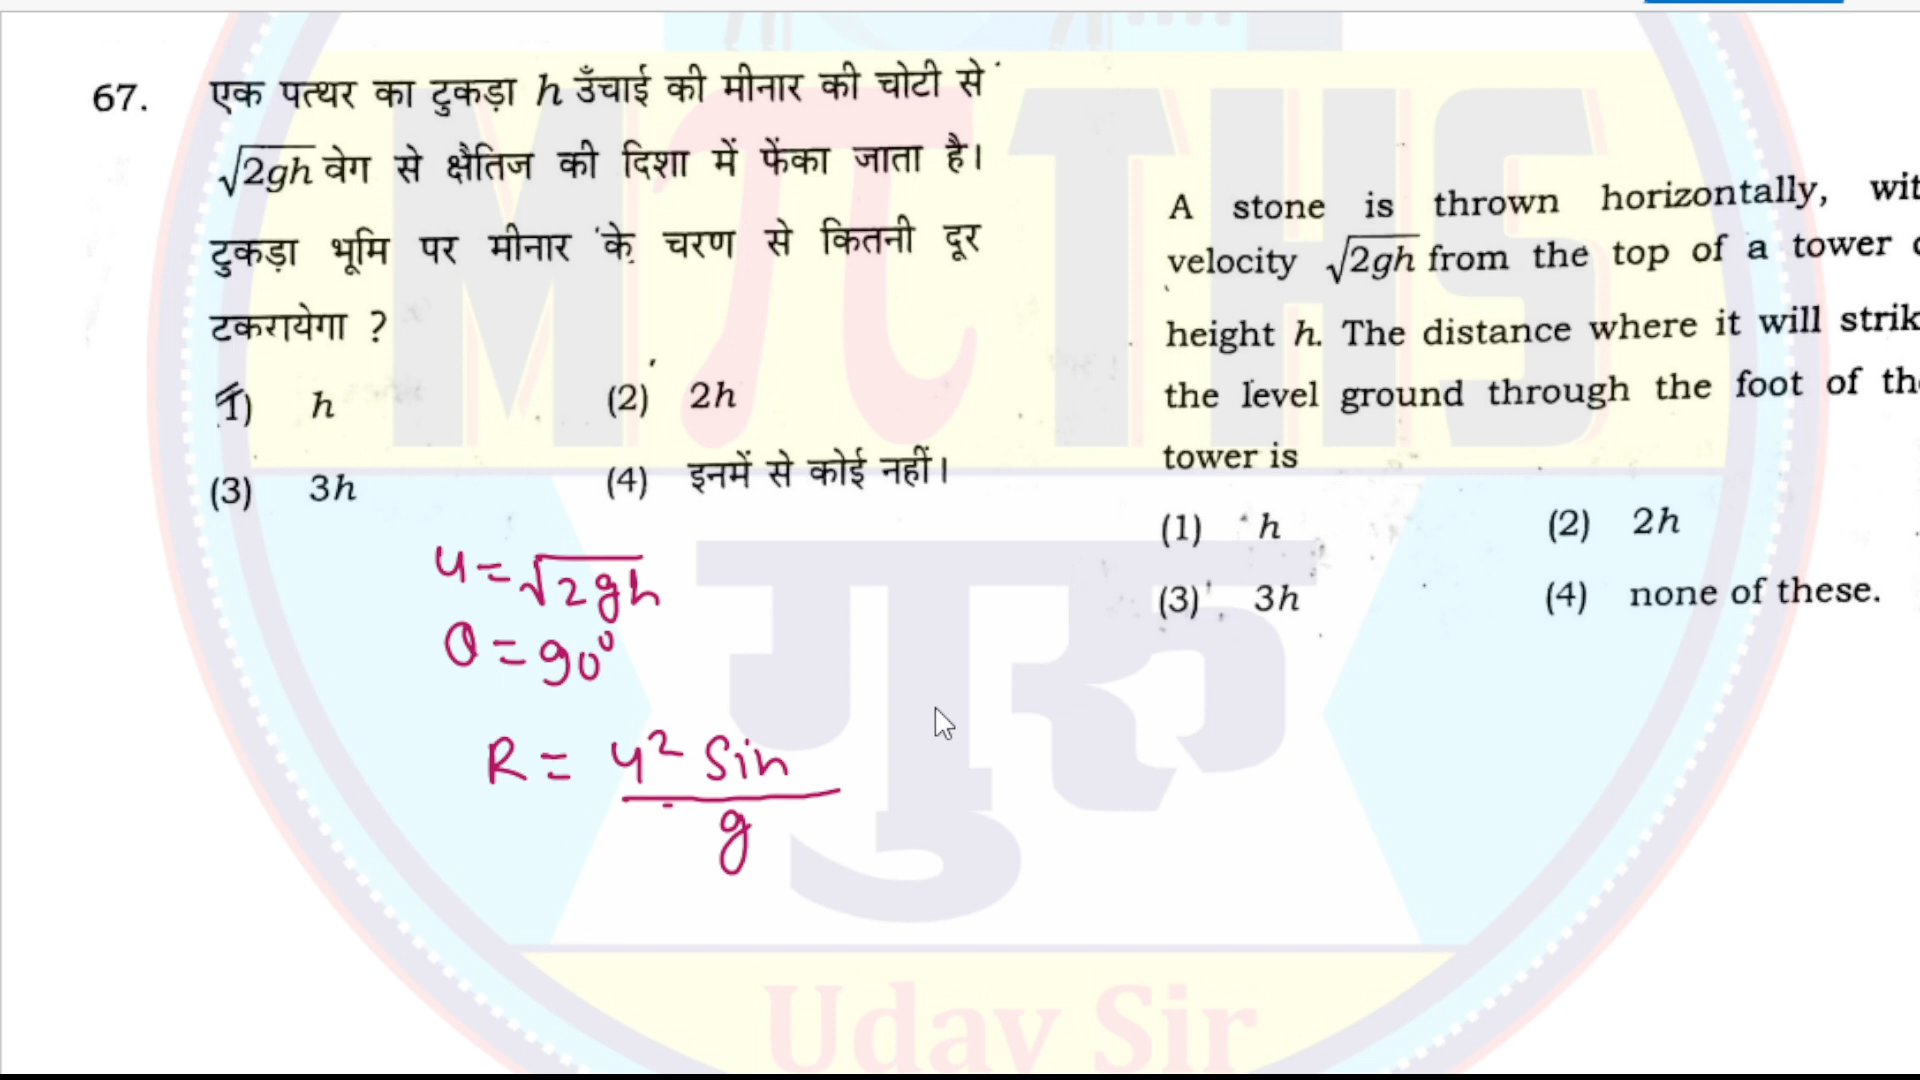 67. एक पत्थर का टुकड़ा h उँचाई की मीनार की चोटी से
√2gh वेग से क्षैतिज की दिशा में फेंका जाता है।
टुकड़ा भूमि पर मीनार के चरण से कितनी दूर
टकरायेगा ?
(1) h (2) 2h
(3) 3h (4) इनमें से कोई नहीं।
A stone is thrown horizontally, wit
velocity √2gh from the top of a tower
height h. The distance where it will strik
the level ground through the foot of th
tower is
(1) h (2) 2h
(3) 3h (4) none of these.
u = √2gh
θ = 90°
R = u² Sin
g
MπTHS
गुरु
Uday Sir